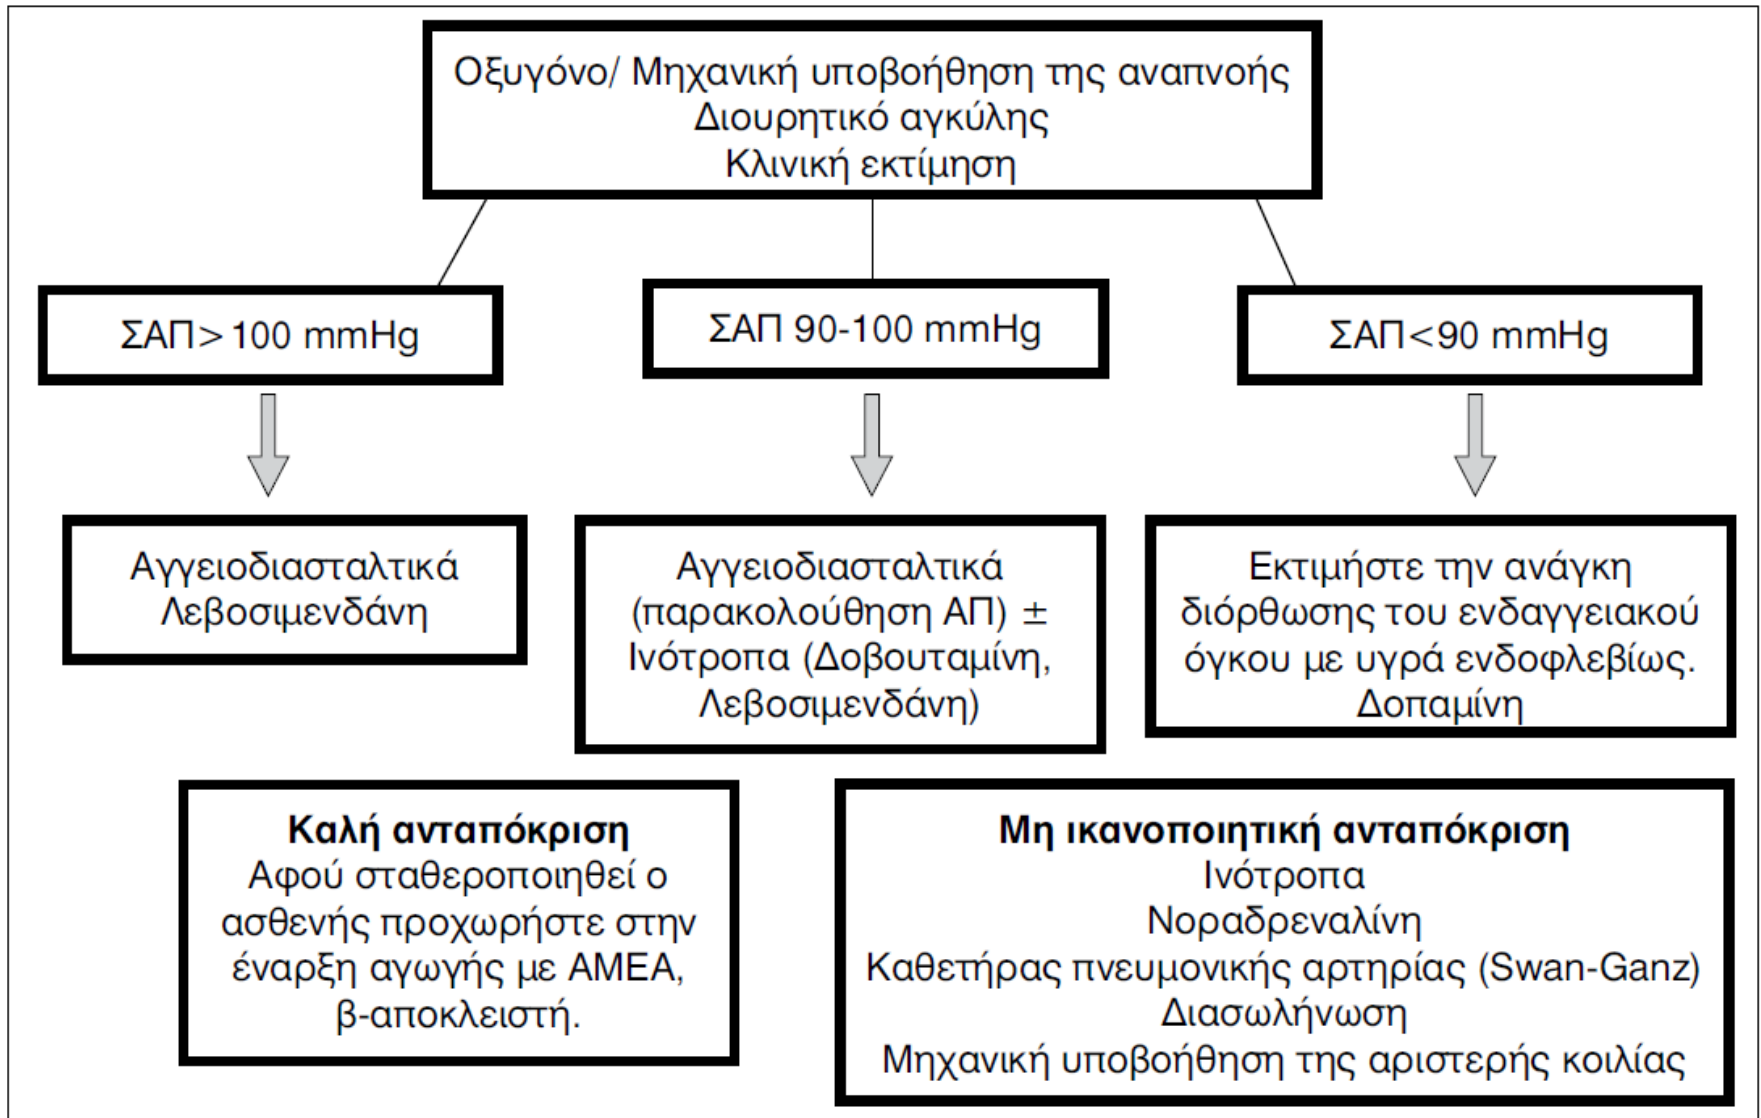 Οξυγόνο/ Μηχανική υποβοήθηση της αναπνοής
Διουρητικό αγκύλης
Κλινική εκτίμηση
ΣΑΠ>100 mmHg
ΣΑΠ 90-100 mmHg
ΣΑΠ<90 mmHg
Αγγειοδιασταλτικά
Λεβοσιμενδάνη
Αγγειοδιασταλτικά
(παρακολούθηση ΑΠ) ±
Ινότροπα (Δοβουταμίνη,
Λεβοσιμενδάνη)
Εκτιμήστε την ανάγκη
διόρθωσης του ενδαγγειακού
όγκου με υγρά ενδοφλεβίως.
Δοπαμίνη
Καλή ανταπόκριση
Αφού σταθεροποιηθεί ο
ασθενής προχωρήστε στην
έναρξη αγωγής με ΑΜΕΑ,
β-αποκλειστή.
Μη ικανοποιητική ανταπόκριση
Ινότροπα
Νοραδρεναλίνη
Καθετήρας πνευμονικής αρτηρίας (Swan-Ganz)
Διασωλήνωση
Μηχανική υποβοήθηση της αριστερής κοιλίας